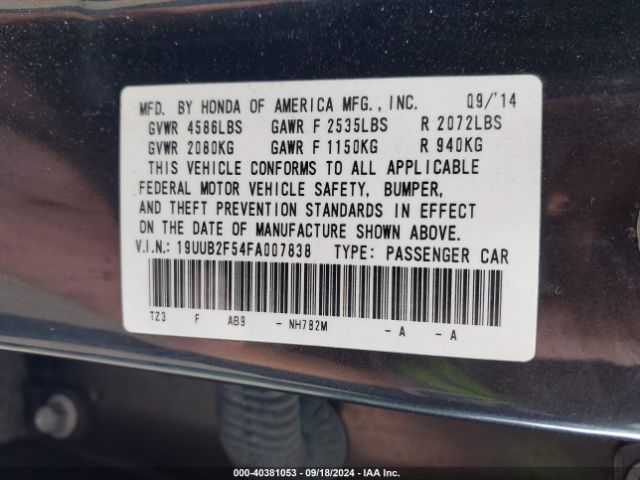 MFD. BY HONDA OF AMERICA MFG., INC. 09/'14
GVWR 4586LBS GAWR F 2535LBS R 2072LBS
GVWR 2080KG GAWR F 1150KG R 940KG
THIS VEHICLE CONFORMS TO ALL APPLICABLE
FEDERAL MOTOR VEHICLE SAFETY, BUMPER,
AND THEFT PREVENTION STANDARDS IN EFFECT
ON THE DATE OF MANUFACTURE SHOWN ABOVE.
V.I.N.: 19UUB2F54FA007838 TYPE: PASSENGER CAR
TZ3 F AB9 - NH782M - A - A
000-40381053 - 09/18/2024 - IAA Inc.